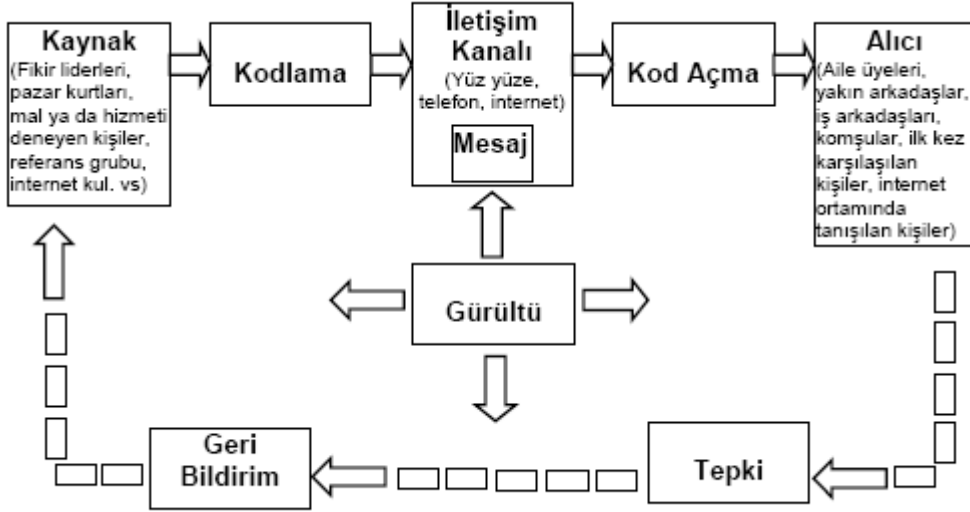 Kaynak
(Fikir liderleri,
pazar kurtları,
mal ya da hizmeti
deneyen kişiler,
referans grubu,
internet kul. vs)
Kodlama
İletişim
Kanalı
(Yüz yüze,
telefon, internet)
Mesaj
Kod Açma
Alıcı
(Aile üyeleri,
yakın arkadaşlar,
iş arkadaşları,
komşular, ilk kez
karşılaşılan
kişiler, internet
ortamında
tanışılan kişiler)
Gürültü
Geri
Bildirim
Tepki